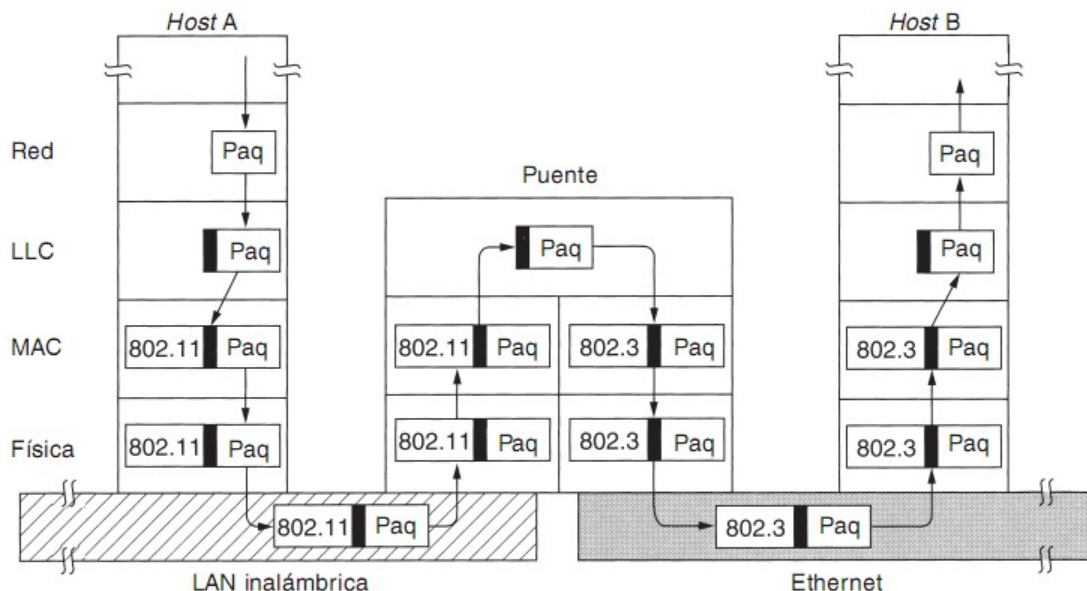 Host A
Host B
Red
Paq
Puente
Paq
LLC
Paq
Paq
Paq
MAC
802.11 Paq
802.11 Paq
802.3 Paq
802.3 Paq
Física
802.11 Paq
802.11 Paq
802.3 Paq
802.3 Paq
802.11 Paq
802.3 Paq
LAN inalámbrica
Ethernet